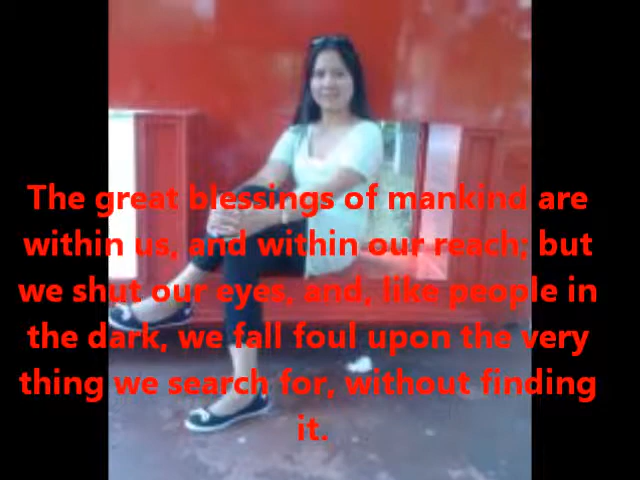 The great blessings of mankind are
within us, and within our reach; but
we shut our eyes, and, like people in
the dark, we fall foul upon the very
thing we search for, without finding
it.